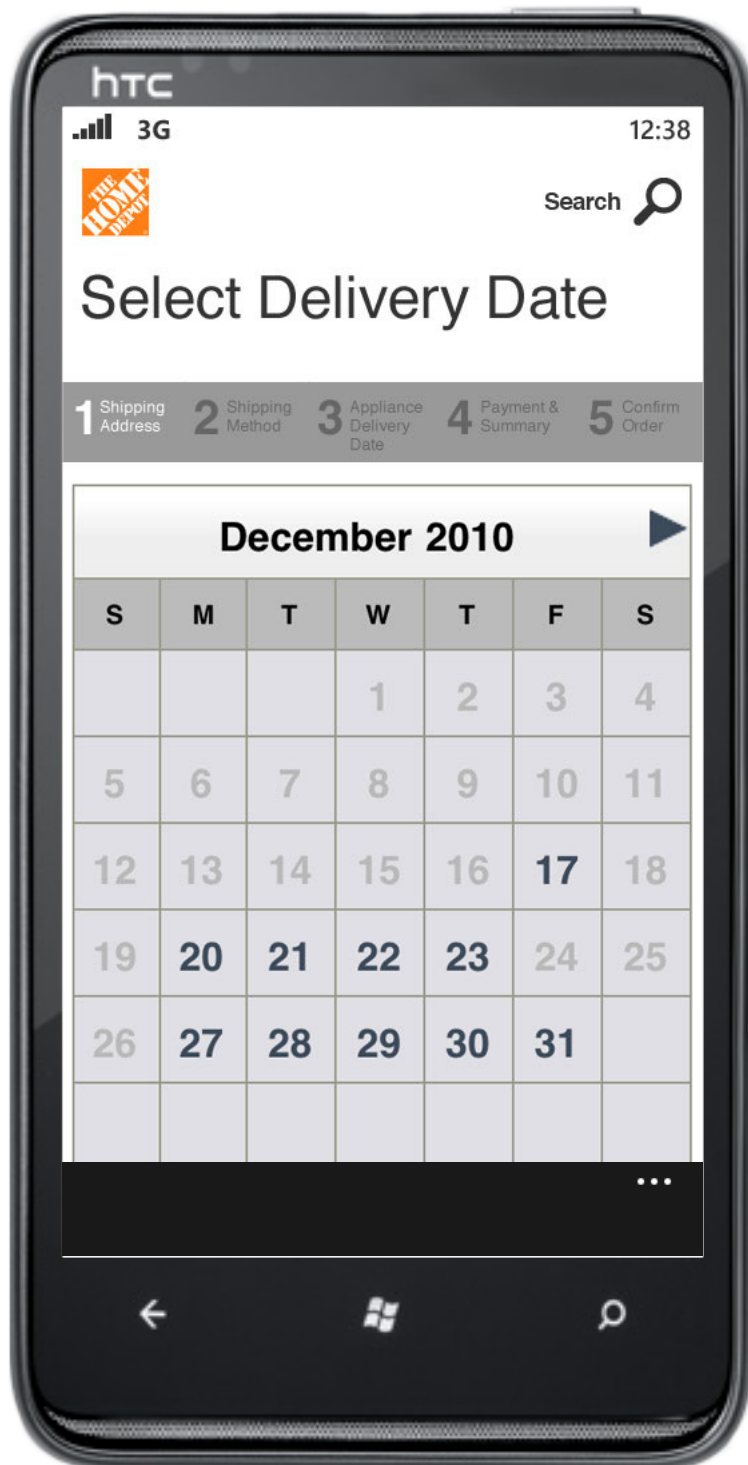 hTC
3G 12:38
THE
HOME
DEPOT
Search
Select Delivery Date
1 Shipping Address 2 Shipping Method 3 Appliance Delivery Date 4 Payment & Summary 5 Confirm Order
December 2010
S M T W T F S
1 2 3 4
5 6 7 8 9 10 11
12 13 14 15 16 17 18
19 20 21 22 23 24 25
26 27 28 29 30 31
...